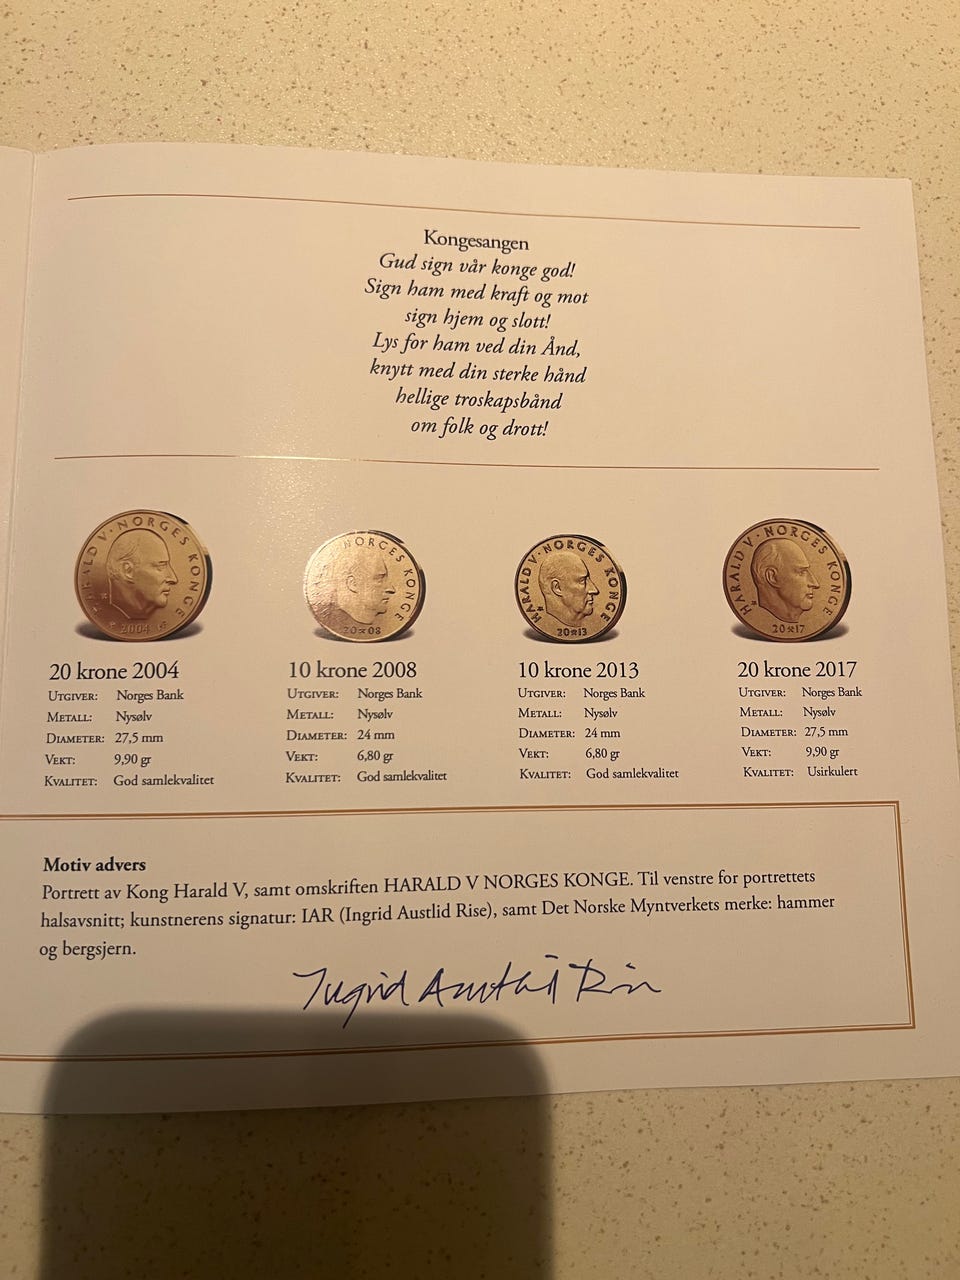 Kongesangen
Gud sign vår konge god!
Sign ham med kraft og mot
sign hjem og slott!
Lys for ham ved din Ånd,
knytt med din sterke hånd
hellige troskapsbånd
om folk og drott!
HARALD V · NORGES KONGE
2004
NORGES KONGE
20 08
HARALD V · NORGES KONGE
20 13
HARALD V · NORGES KONGE
20 17
20 krone 2004
UTGIVER: Norges Bank
METALL: Nysølv
DIAMETER: 27,5 mm
VEKT: 9,90 gr
KVALITET: God samlekvalitet
10 krone 2008
UTGIVER: Norges Bank
METALL: Nysølv
DIAMETER: 24 mm
VEKT: 6,80 gr
KVALITET: God samlekvalitet
10 krone 2013
UTGIVER: Norges Bank
METALL: Nysølv
DIAMETER: 24 mm
VEKT: 6,80 gr
KVALITET: God samlekvalitet
20 krone 2017
UTGIVER: Norges Bank
METALL: Nysølv
DIAMETER: 27,5 mm
VEKT: 9,90 gr
KVALITET: Usirkulert
Motiv advers
Portrett av Kong Harald V, samt omskriften HARALD V NORGES KONGE. Til venstre for portrettets
halsavsnitt; kunstnerens signatur: IAR (Ingrid Austlid Rise), samt Det Norske Myntverkets merke: hammer
og bergsjern.
Ingrid Austlid Rise